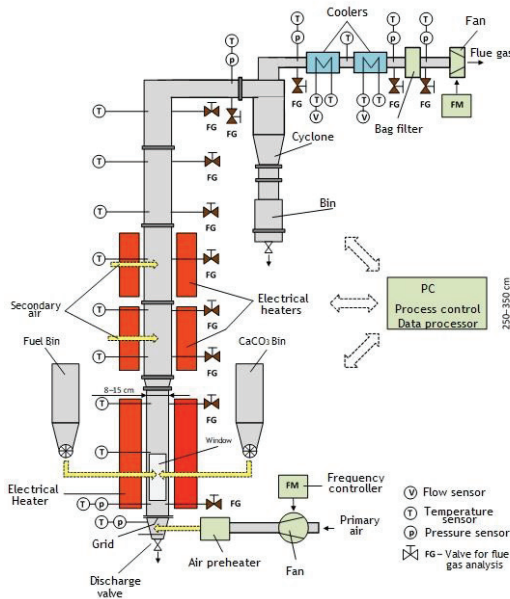 Coolers
Fan
T
p
T
p
T
T
p
T
p
Flue gas
FG
T
T
T
T
FG
FG
V
V
Bag filter
FM
T
FG
FG
Cyclone
T
FG
T
FG
Bin
T
FG
Secondary
air
Electrical
heaters
PC
Process control
Data processor
250–350 cm
T
FG
Fuel Bin
CaCO3 Bin
8–15 cm
T
FG
T
Window
Electrical
Heater
T
p
FG
FM
Frequency
controller
T
p
Grid
Primary
air
Air preheater
Fan
Discharge
valve
V Flow sensor
T Temperature
sensor
p Pressure sensor
FG – Valve for flue
gas analysis